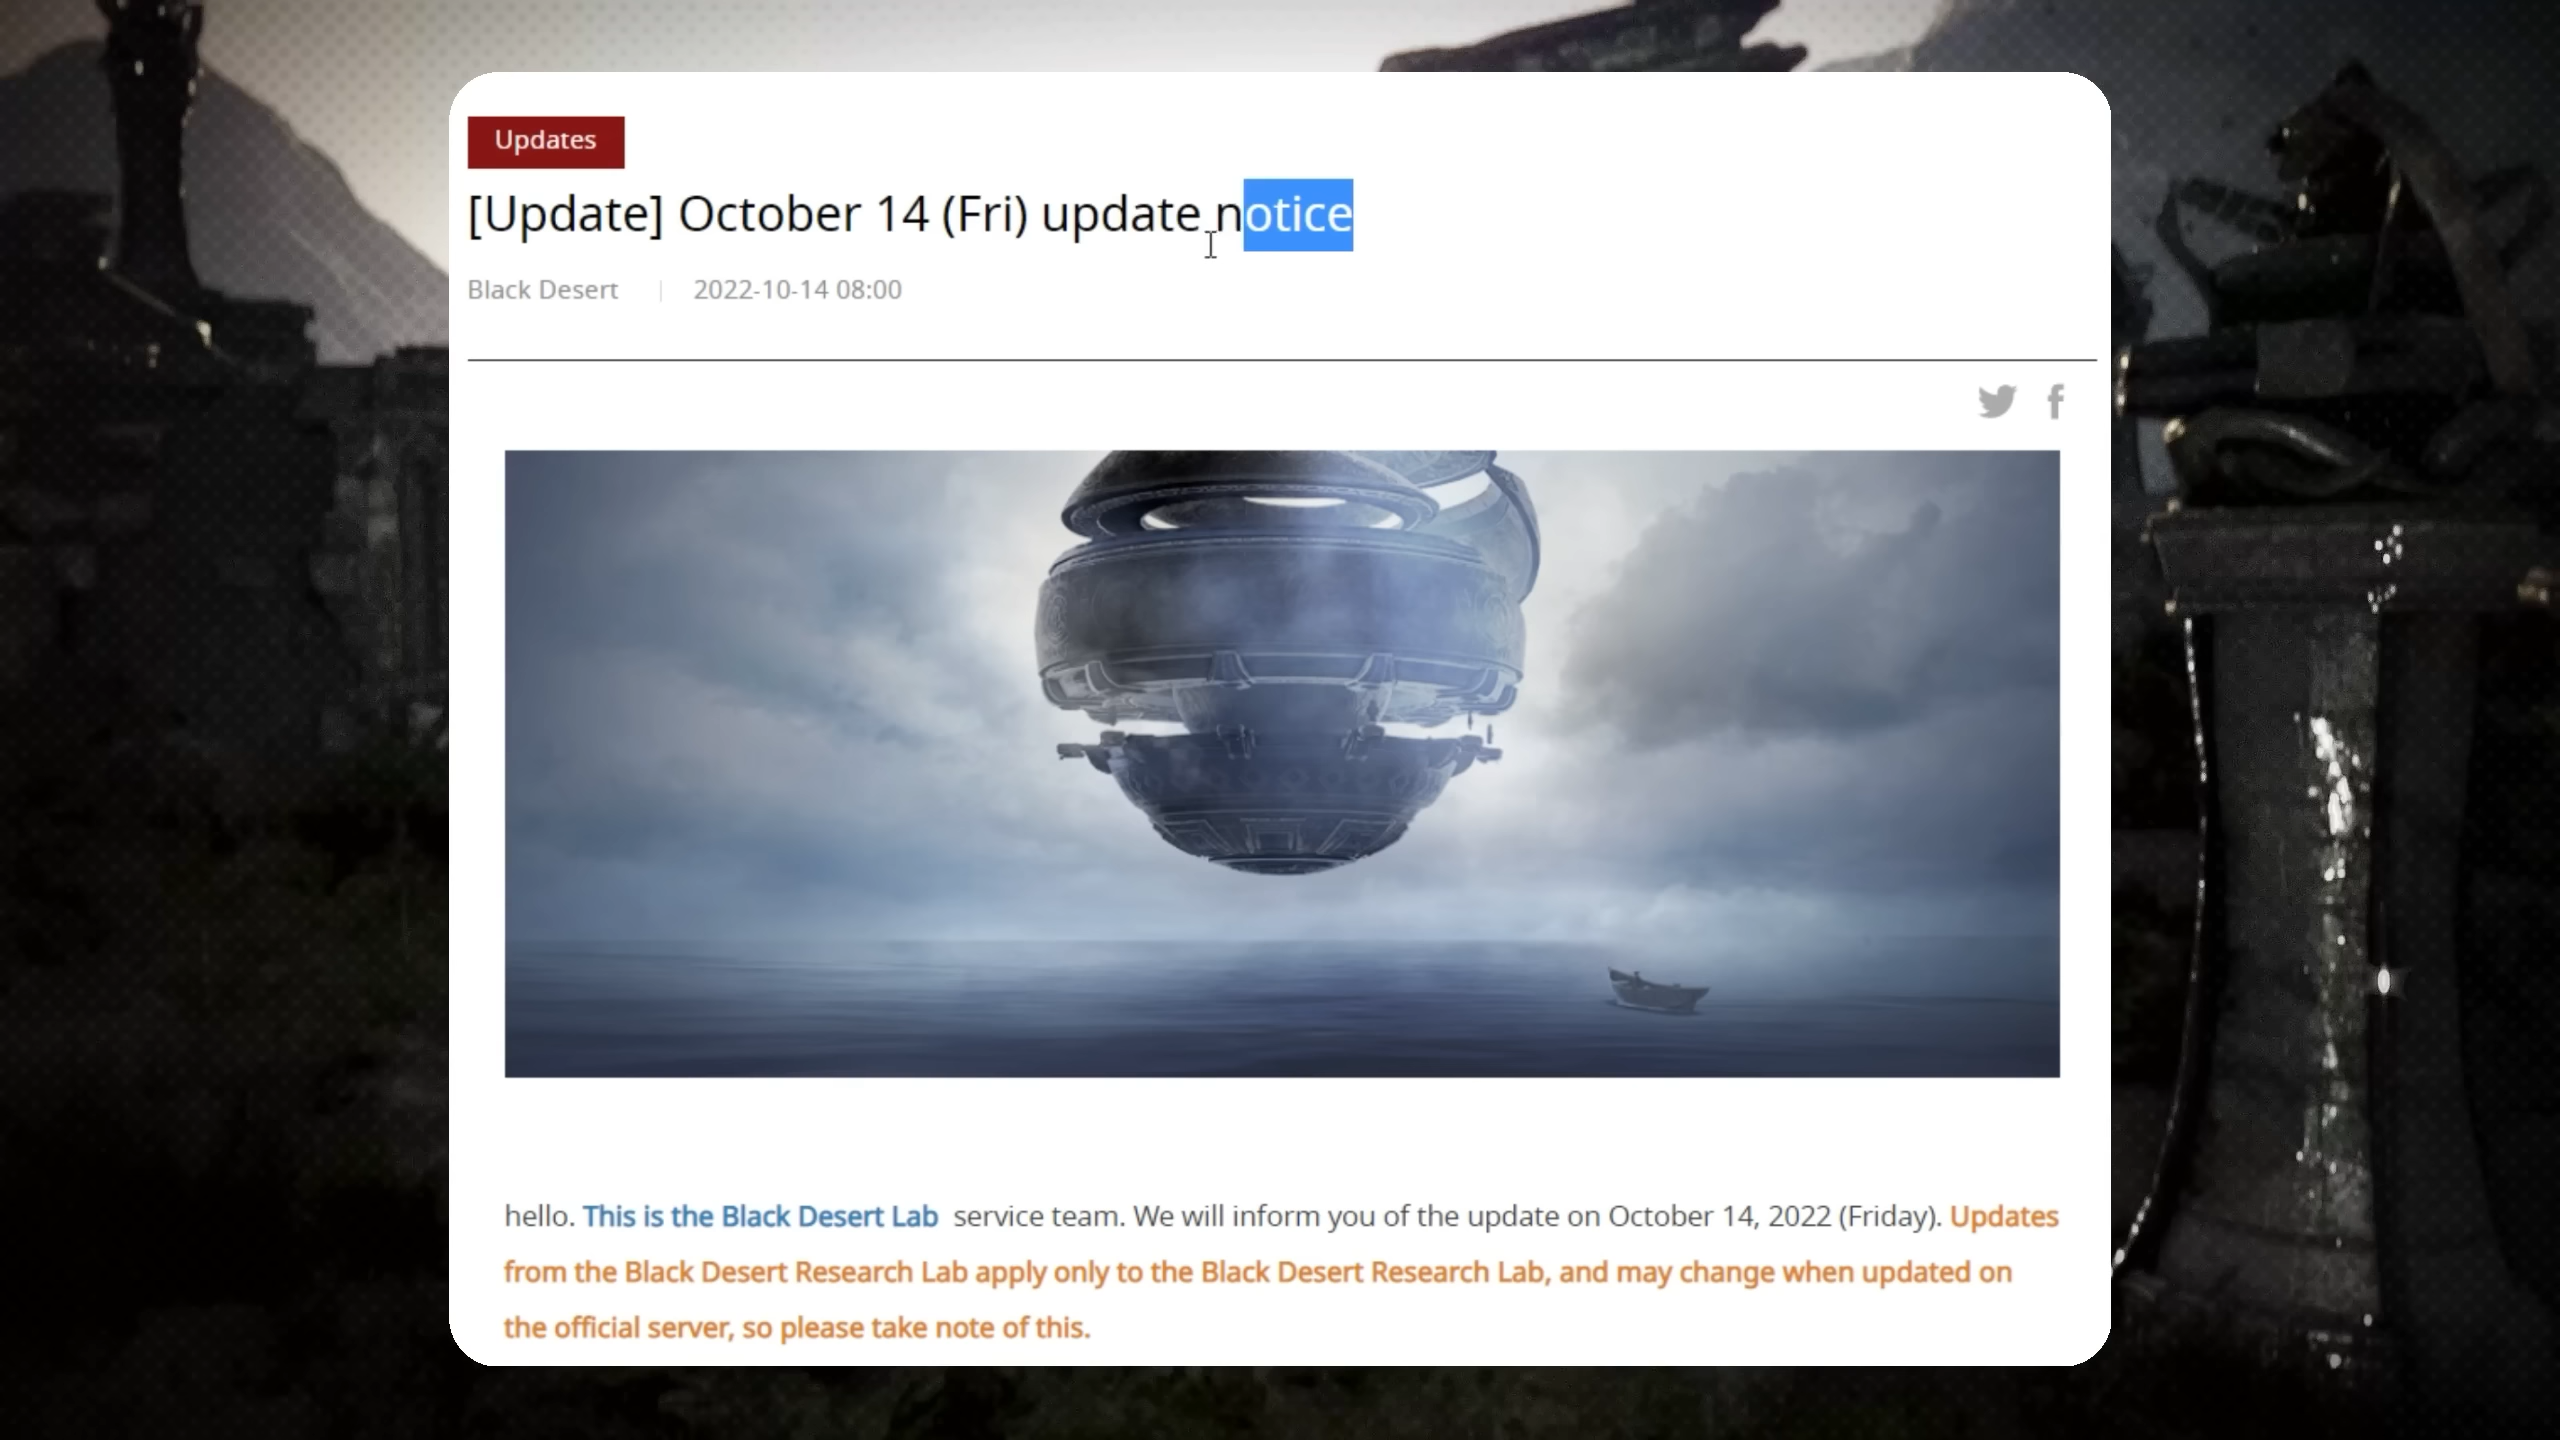 Updates
[Update] October 14 (Fri) update notice
Black Desert | 2022-10-14 08:00
hello. This is the Black Desert Lab service team. We will inform you of the update on October 14, 2022 (Friday). Updates
from the Black Desert Research Lab apply only to the Black Desert Research Lab, and may change when updated on
the official server, so please take note of this.